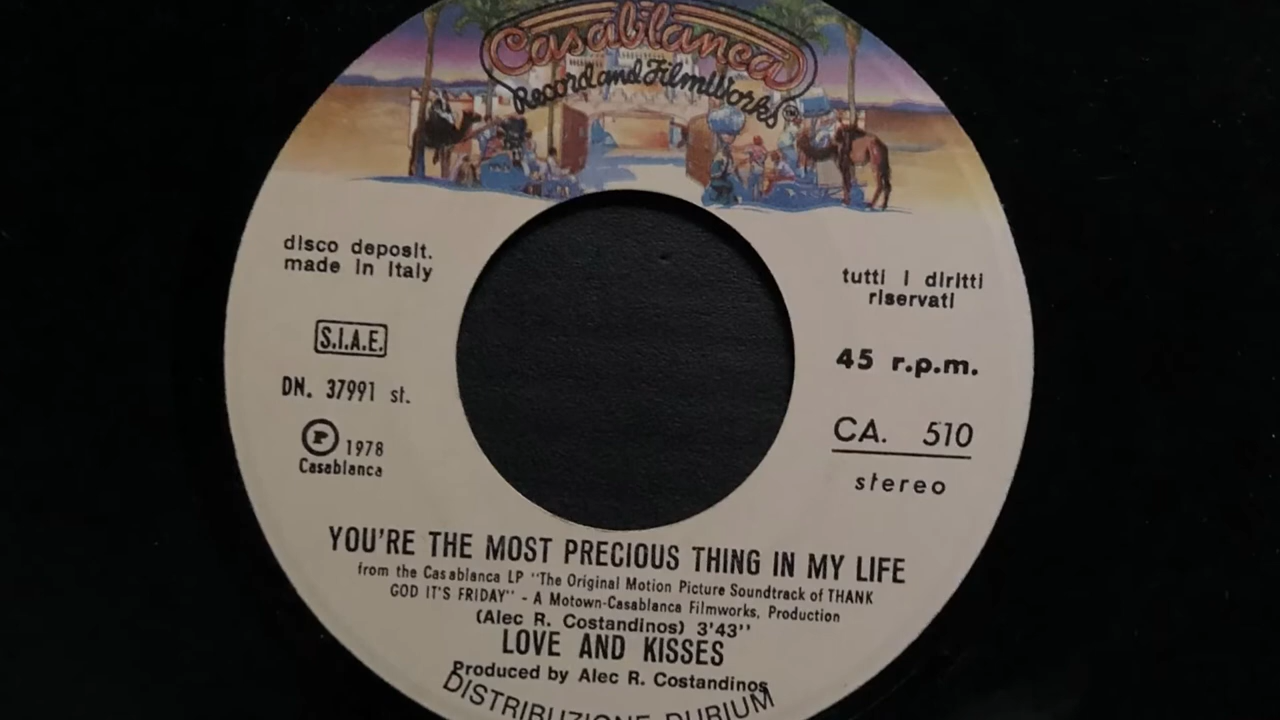 Casablanca
Record and FilmWorks
TM
disco deposit.
made in Italy
S.I.A.E.
DN. 37991 st.
P 1978
Casablanca
tutti i diritti
riservati
45 r.p.m.
CA. 510
stereo
YOU'RE THE MOST PRECIOUS THING IN MY LIFE
from the Casablanca LP "The Original Motion Picture Soundtrack of THANK
GOD IT'S FRIDAY" - A Motown-Casablanca Filmworks, Production
(Alec R. Costandinos) 3'43''
LOVE AND KISSES
Produced by Alec R. Costandinos
DISTRIBUZIONE DURIUM